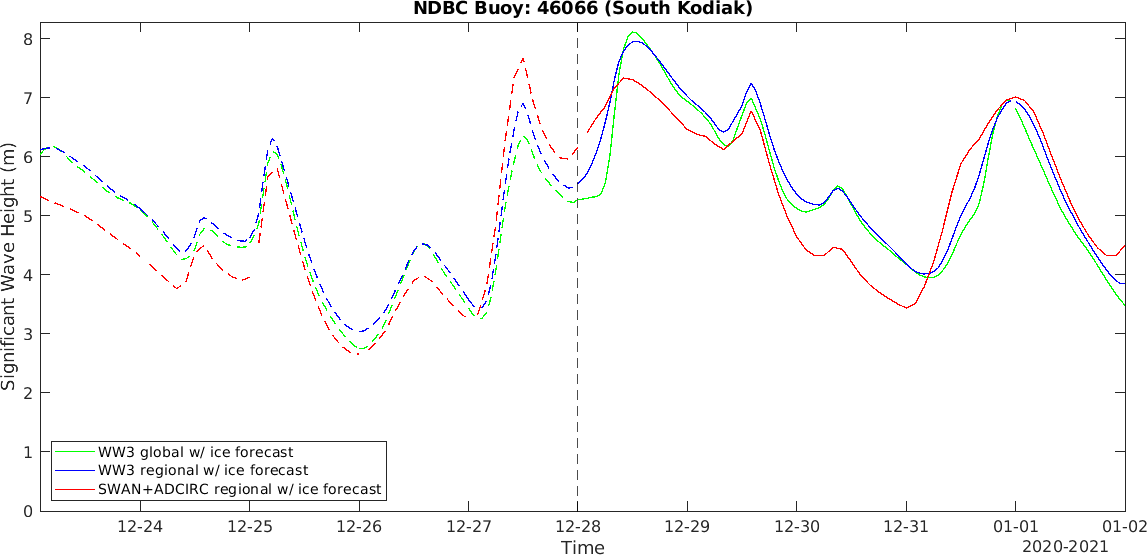 NDBC Buoy: 46066 (South Kodiak)
Significant Wave Height (m)
8
7
6
5
4
3
2
1
0
WW3 global w/ ice forecast
WW3 regional w/ ice forecast
SWAN+ADCIRC regional w/ ice forecast
12-24 12-25 12-26 12-27 12-28 12-29 12-30 12-31 01-01 01-02
Time
2020-2021